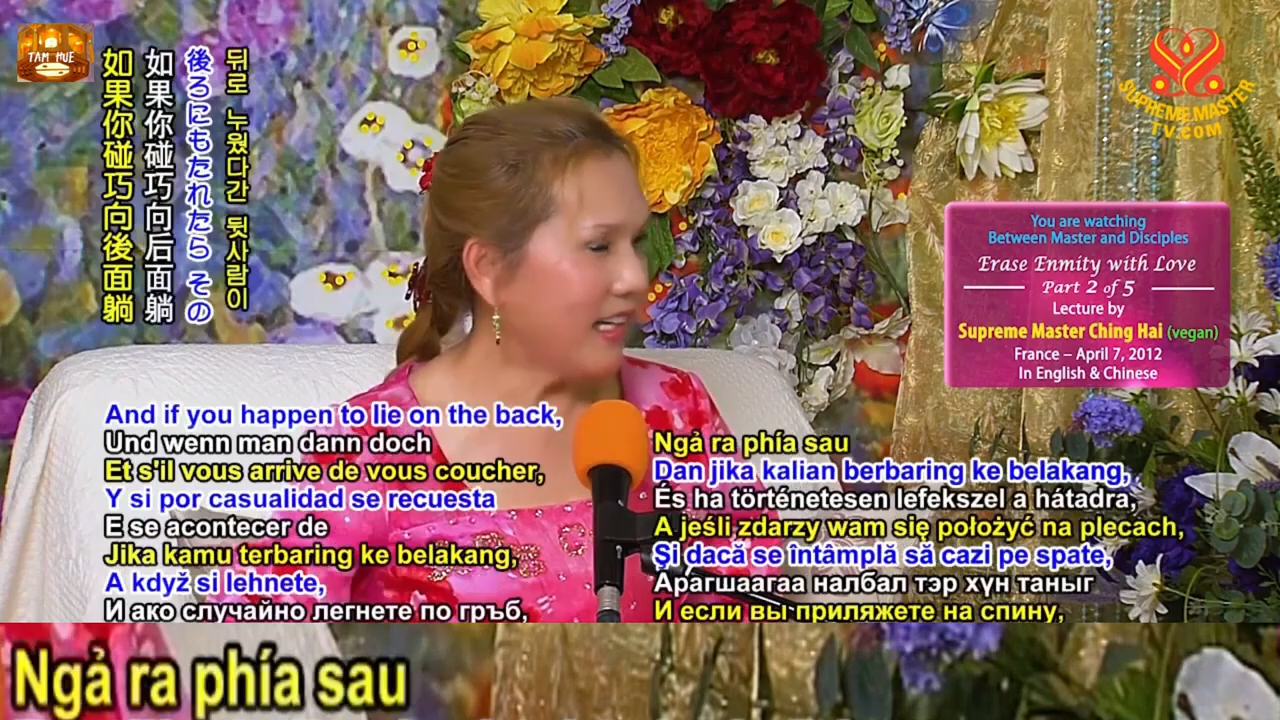 TAM HUE
如果你碰巧向後面躺
如果你碰巧向后面躺
後ろにもたれたら その
뒤로 누웠다간 뒷사람이
SUPREME MASTER
TV.COM
You are watching
Between Master and Disciples
Erase Enmity with Love
Part 2 of 5
Lecture by
Supreme Master Ching Hai (vegan)
France – April 7, 2012
In English & Chinese
And if you happen to lie on the back,
Und wenn man dann doch
Et s'il vous arrive de vous coucher,
Y si por casualidad se recuesta
E se acontecer de
Jika kamu terbaring ke belakang,
A když si lehnete,
И ако случайно легнете по гръб,
Ngả ra phía sau
Dan jika kalian berbaring ke belakang,
És ha történetesen lefekszel a hátadra,
A jeśli zdarzy wam się położyć na plecach,
Şi dacă se întâmplă să cazi pe spate,
Арагшаагаа налбал тэр хүн таныг
И если вы приляжете на спину,
Ngả ra phía sau